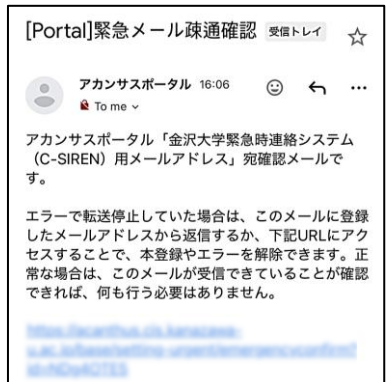 [Portal]緊急メール疎通確認 受信トレイ
アカンサスポータル 16:06
To me
アカンサスポータル「金沢大学緊急時連絡システム
（C-SIREN）用メールアドレス」宛確認メールで
す。
エラーで転送停止していた場合は、このメールに登録
したメールアドレスから返信するか、下記URLにアク
セスすることで、本登録やエラーを解除できます。正
常な場合は、このメールが受信できていることが確認
できれば、何も行う必要はありません。